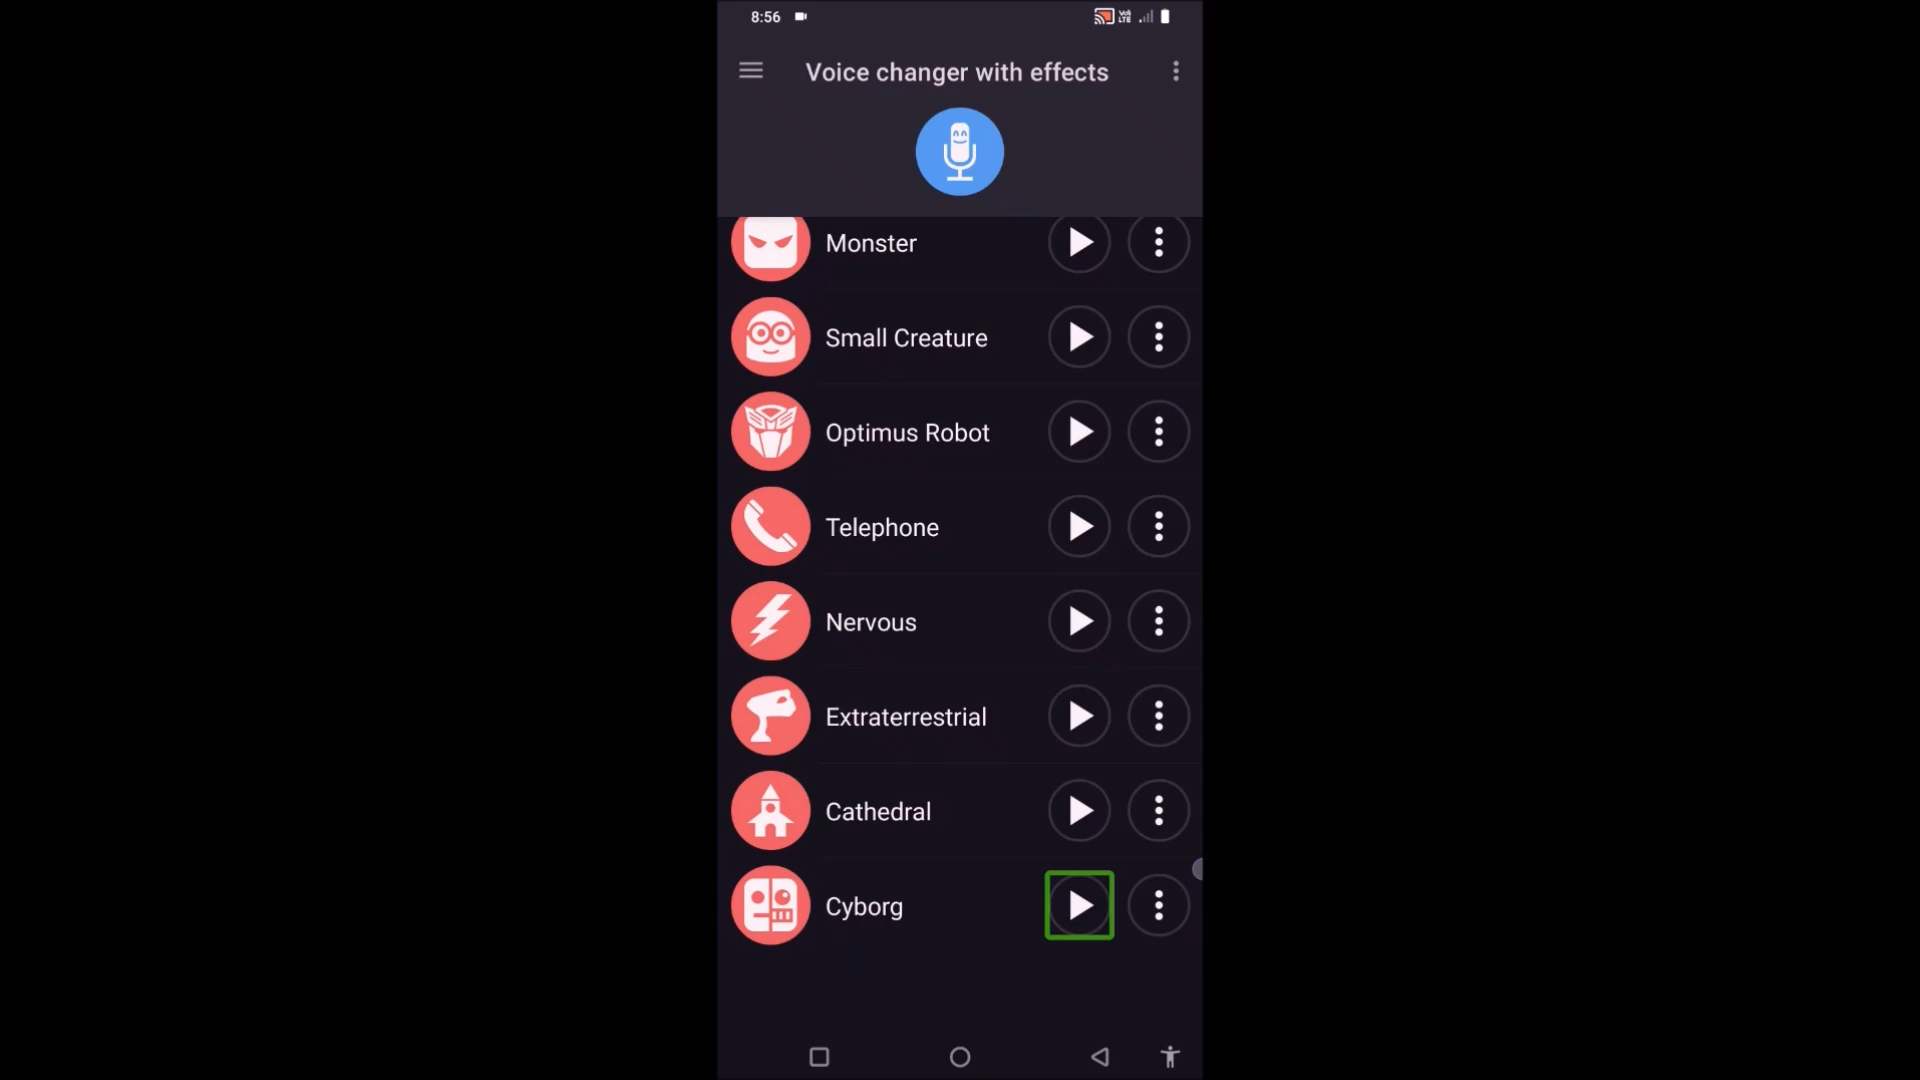 8:56
Voice changer with effects
Monster
Small Creature
Optimus Robot
Telephone
Nervous
Extraterrestrial
Cathedral
Cyborg